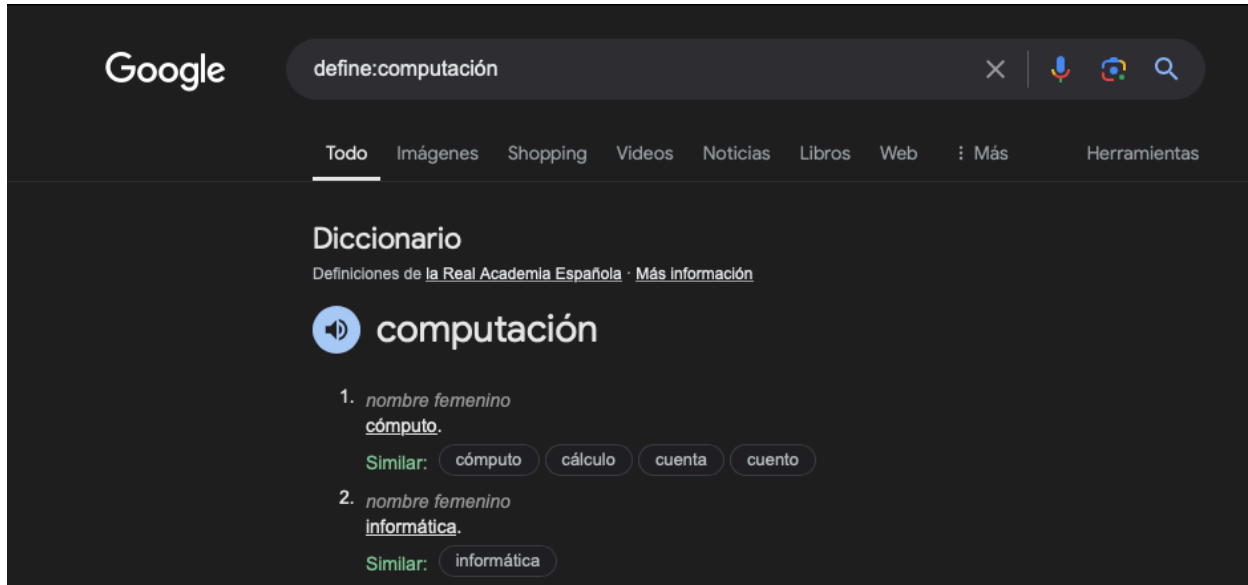 Google define:computación
Todo Imágenes Shopping Videos Noticias Libros Web Más Herramientas
Diccionario
Definiciones de la Real Academia Española · Más información
computación
1. nombre femenino
cómputo.
Similar: cómputo cálculo cuenta cuento
2. nombre femenino
informática.
Similar: informática